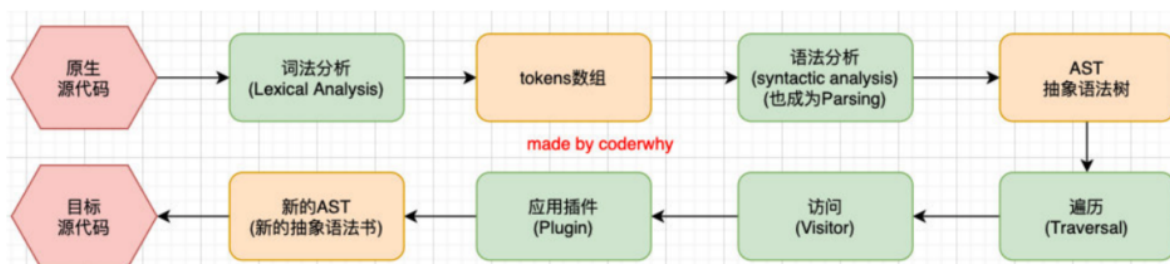 原生
源代码
词法分析
(Lexical Analysis)
tokens数组
语法分析
(syntactic analysis)
(也成为Parsing)
AST
抽象语法树
made by coderwhy
目标
源代码
新的AST
(新的抽象语法书)
应用插件
(Plugin)
访问
(Visitor)
遍历
(Traversal)